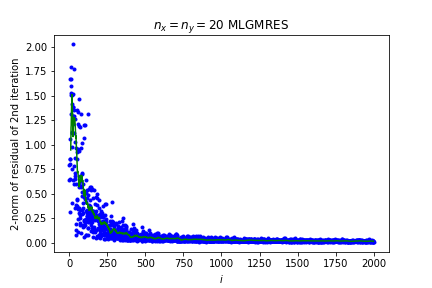 $n_x = n_y = 20$ MLGMRES
2-norm of residual of 2nd iteration
2.00
1.75
1.50
1.25
1.00
0.75
0.50
0.25
0.00
0 250 500 750 1000 1250 1500 1750 2000
i